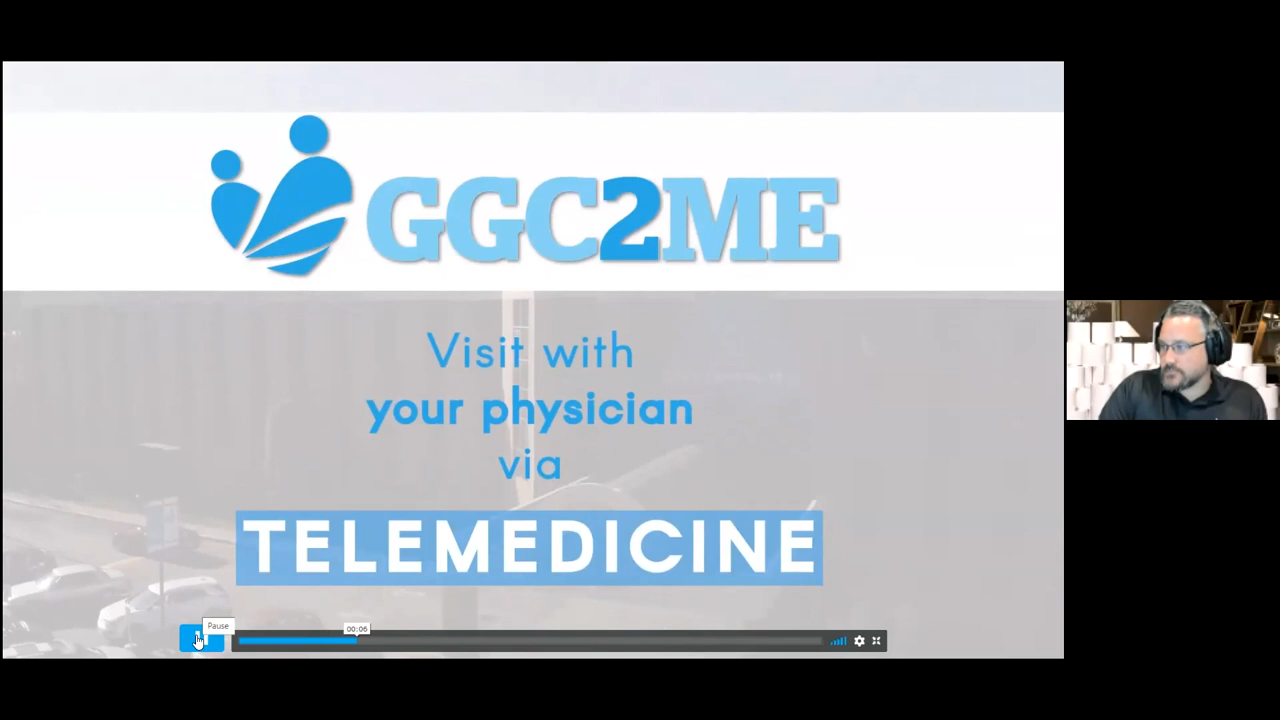 GGC2ME
Visit with
your physician
via
TELEMEDICINE
Pause
00:06